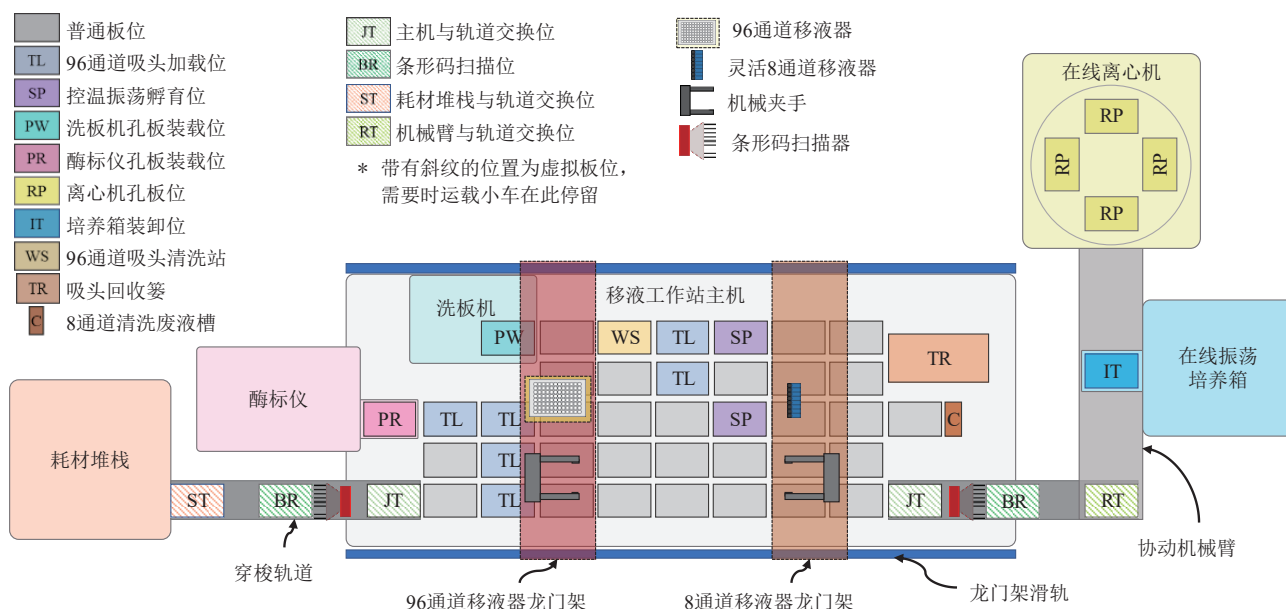 普通板位
TL 96通道吸头加载位
SP 控温振荡孵育位
PW 洗板机孔板装载位
PR 酶标仪孔板装载位
RP 离心机孔板位
IT 培养箱装卸位
WS 96通道吸头清洗站
TR 吸头回收篓
C 8通道清洗废液槽
JT 主机与轨道交换位
BR 条形码扫描位
ST 耗材堆栈与轨道交换位
RT 机械臂与轨道交换位
* 带有斜纹的位置为虚拟板位，
需要时运载小车在此停留
96通道移液器
灵活8通道移液器
机械夹手
条形码扫描器
在线离心机
RP
RP RP
RP
洗板机 移液工作站主机
PW WS TL SP
TL TR
IT 在线振荡
培养箱
酶标仪
PR TL TL SP C
耗材堆栈
TL
ST BR JT TL JT BR RT
穿梭轨道
96通道移液器龙门架
8通道移液器龙门架
龙门架滑轨
协动机械臂